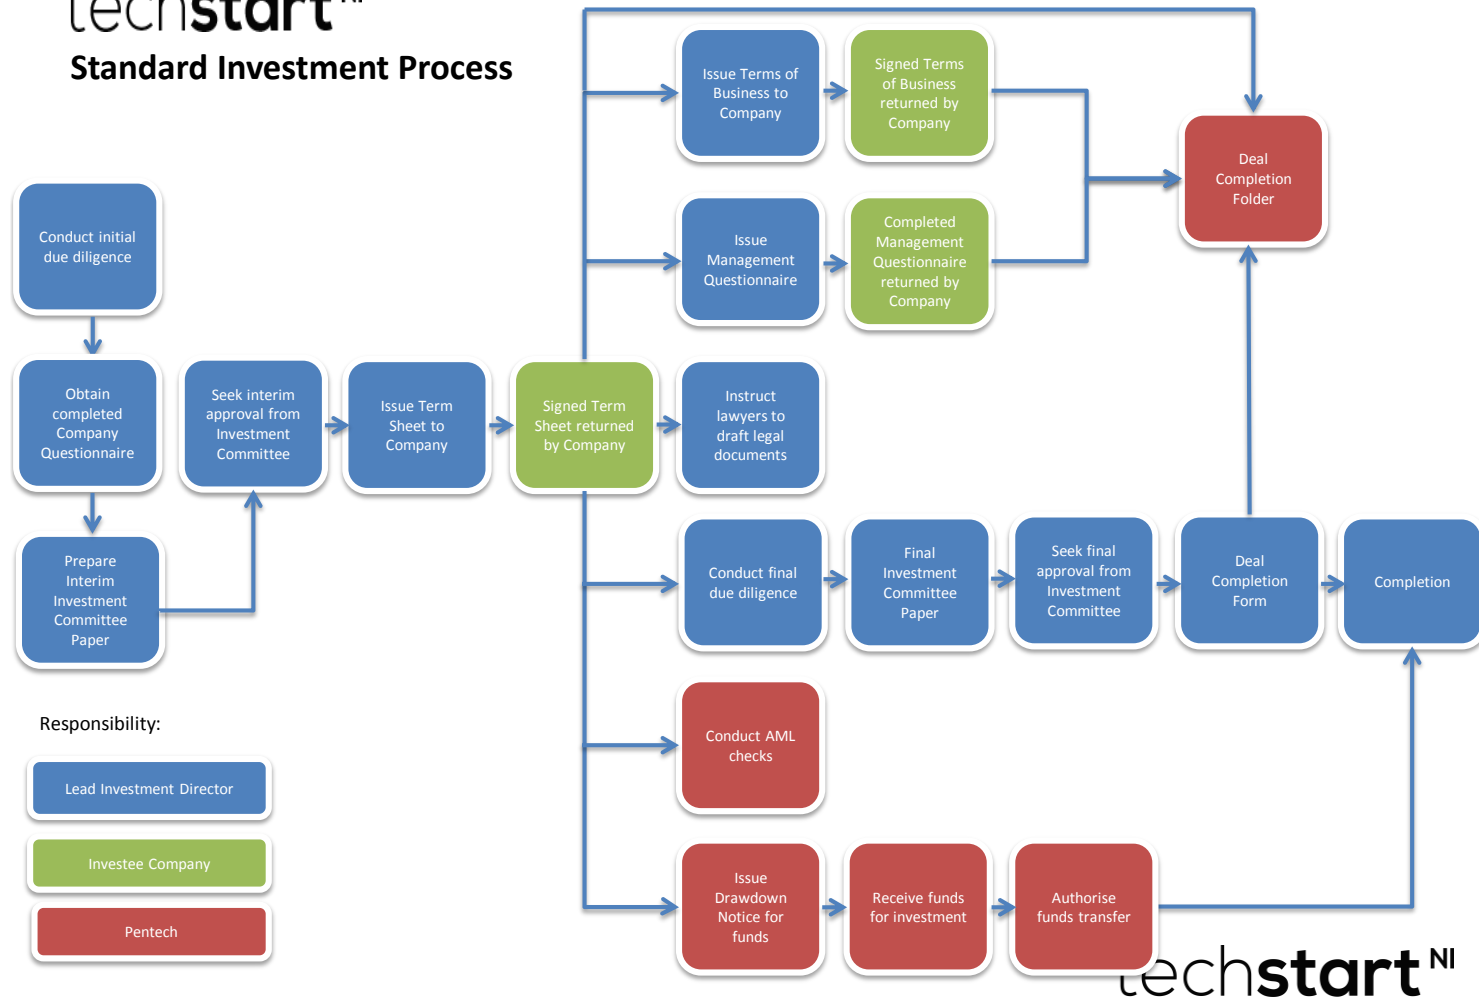 techstart NI
Standard Investment Process
Issue Terms of
Business to
Company
Signed Terms
of Business
returned by
Company
Deal
Completion
Folder
Conduct initial
due diligence
Issue
Management
Questionnaire
Completed
Management
Questionnaire
returned by
Company
Obtain
completed
Company
Questionnaire
Seek interim
approval from
Investment
Committee
Issue Term
Sheet to
Company
Signed Term
Sheet returned
by Company
Instruct
lawyers to
draft legal
documents
Prepare
Interim
Investment
Committee
Paper
Conduct final
due diligence
Final
Investment
Committee
Paper
Seek final
approval from
Investment
Committee
Deal
Completion
Form
Completion
Responsibility:
Lead Investment Director
Investee Company
Pentech
Conduct AML
checks
Issue
Drawdown
Notice for
funds
Receive funds
for investment
Authorise
funds transfer
techstart NI